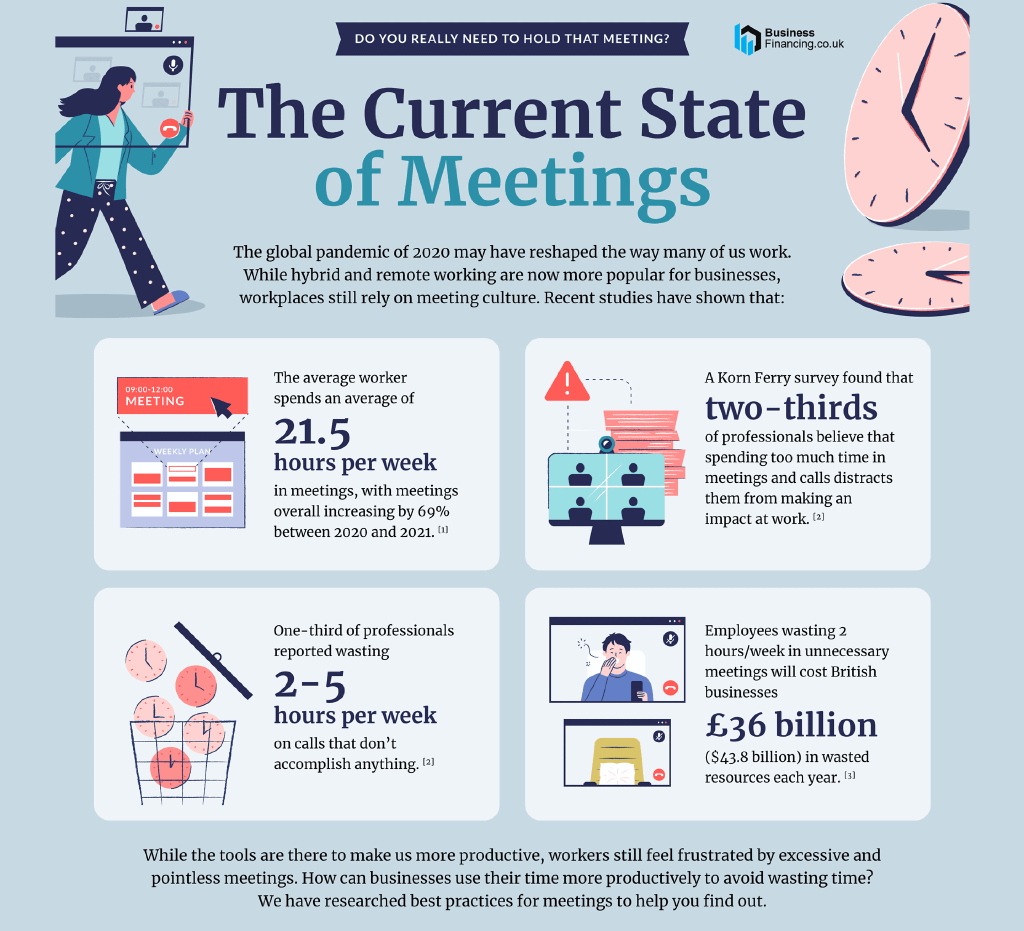 DO YOU REALLY NEED TO HOLD THAT MEETING?
Business
Financing.co.uk
The Current State
of Meetings
The global pandemic of 2020 may have reshaped the way many of us work.
While hybrid and remote working are now more popular for businesses,
workplaces still rely on meeting culture. Recent studies have shown that:
09:00-12:00
MEETING
WEEKLY PLAN
The average worker
spends an average of
21.5
hours per week
in meetings, with meetings
overall increasing by 69%
between 2020 and 2021. [1]
A Korn Ferry survey found that
two-thirds
of professionals believe that
spending too much time in
meetings and calls distracts
them from making an
impact at work. [2]
One-third of professionals
reported wasting
2-5
hours per week
on calls that don't
accomplish anything. [2]
Employees wasting 2
hours/week in unnecessary
meetings will cost British
businesses
£36 billion
($43.8 billion) in wasted
resources each year. [3]
While the tools are there to make us more productive, workers still feel frustrated by excessive and
pointless meetings. How can businesses use their time more productively to avoid wasting time?
We have researched best practices for meetings to help you find out.